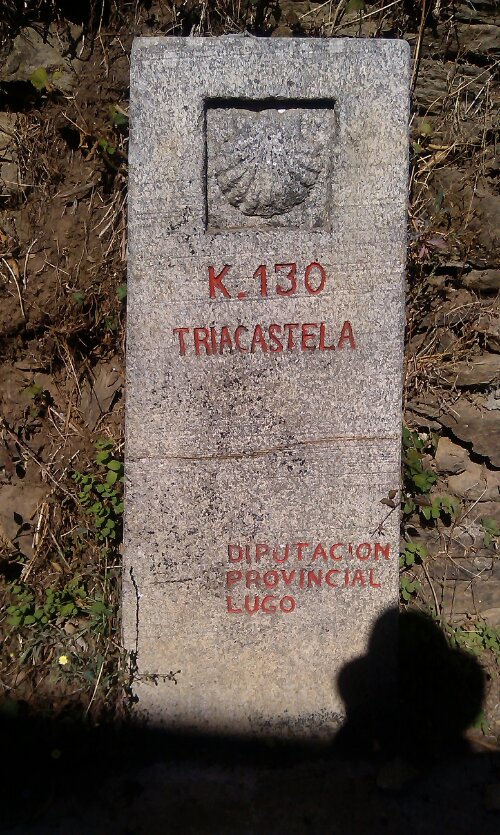 K.130
TRIACASTELA
DIPUTACION
PROVINCIAL
LUGO